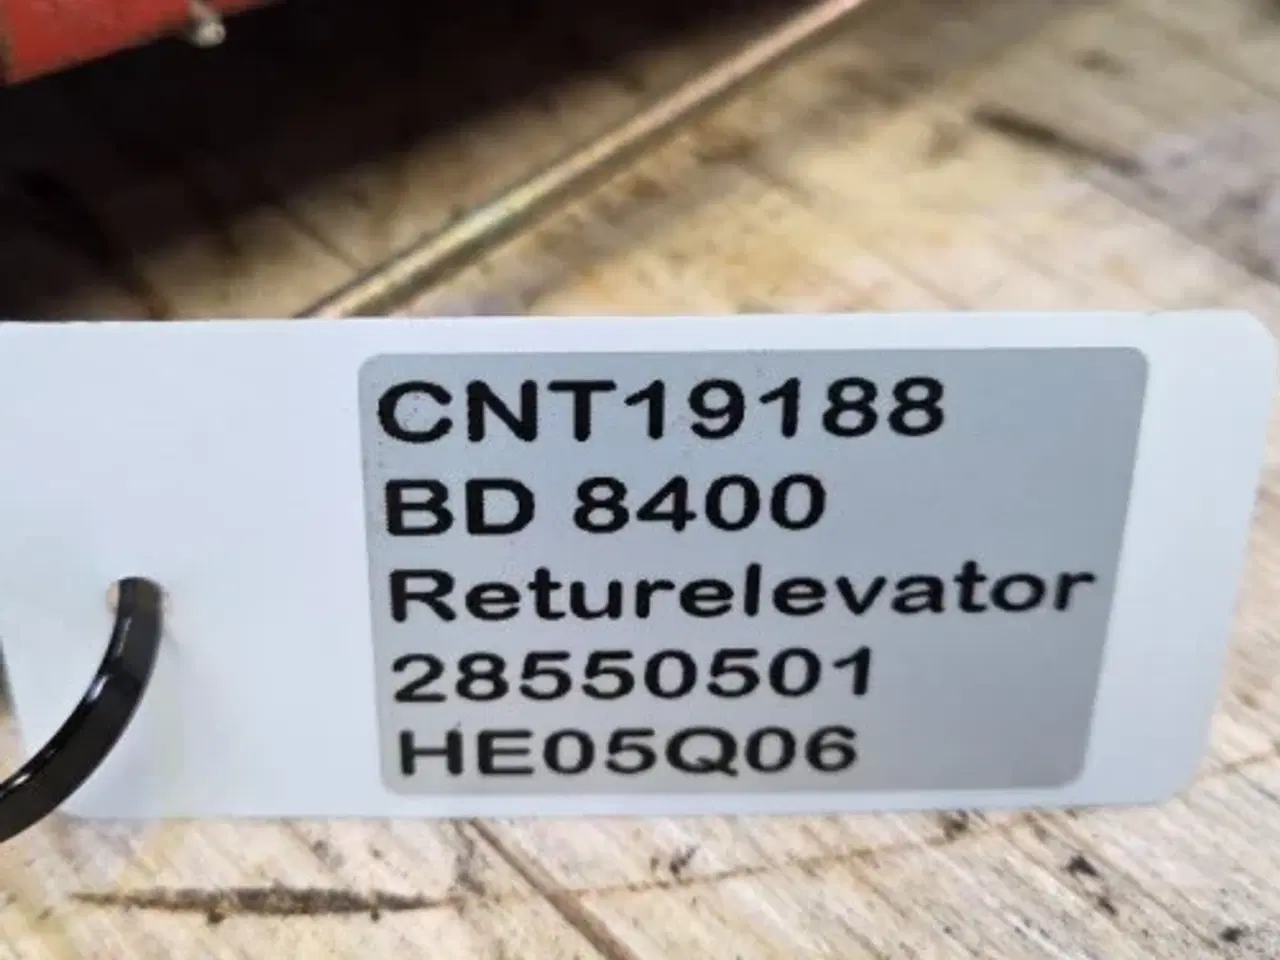 CNT19188
BD 8400
Returelevator
28550501
HE05Q06